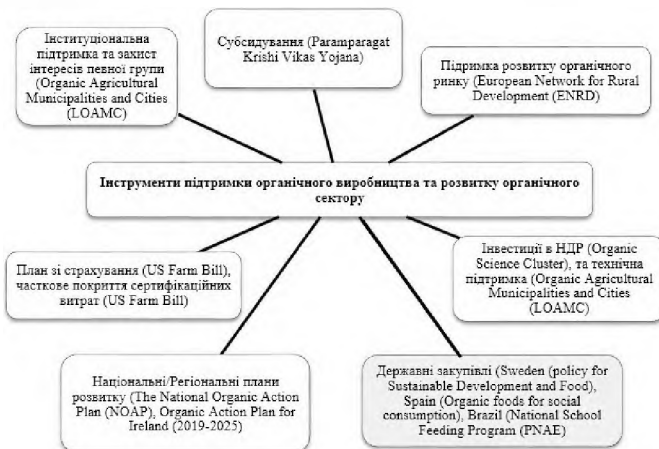 Інституціональна
підтримка та захист
інтересів певної групи
(Organic Agricultural
Municipalities and Cities
(LOAMC)
Субсидування (Paramparagat
Krishi Vikas Yojana)
Підримка розвитку органічного
ринку (European Network for
Rural Development (ENRD)
Інструменти підтримки органічного виробництва та розвитку органічного
сектору
План зі страхування (US Farm Bill),
часткове покриття сертифікаційних
витрат (US Farm Bill)
Інвестиції в НДР (Organic
Science Cluster), та технічна
підтримка (Organic Agricultural
Municipalities and Cities
(LOAMC)
Національні/Регіональні плани
розвитку (The National Organic Action
Plan (NOAP), Organic Action Plan for
Ireland (2019-2025)
Державні закупівлі (Sweden (policy for
Sustainable Development and Food),
Spain (Organic foods for social
consumption), Brazil (National School
Feeding Program (PNAE)